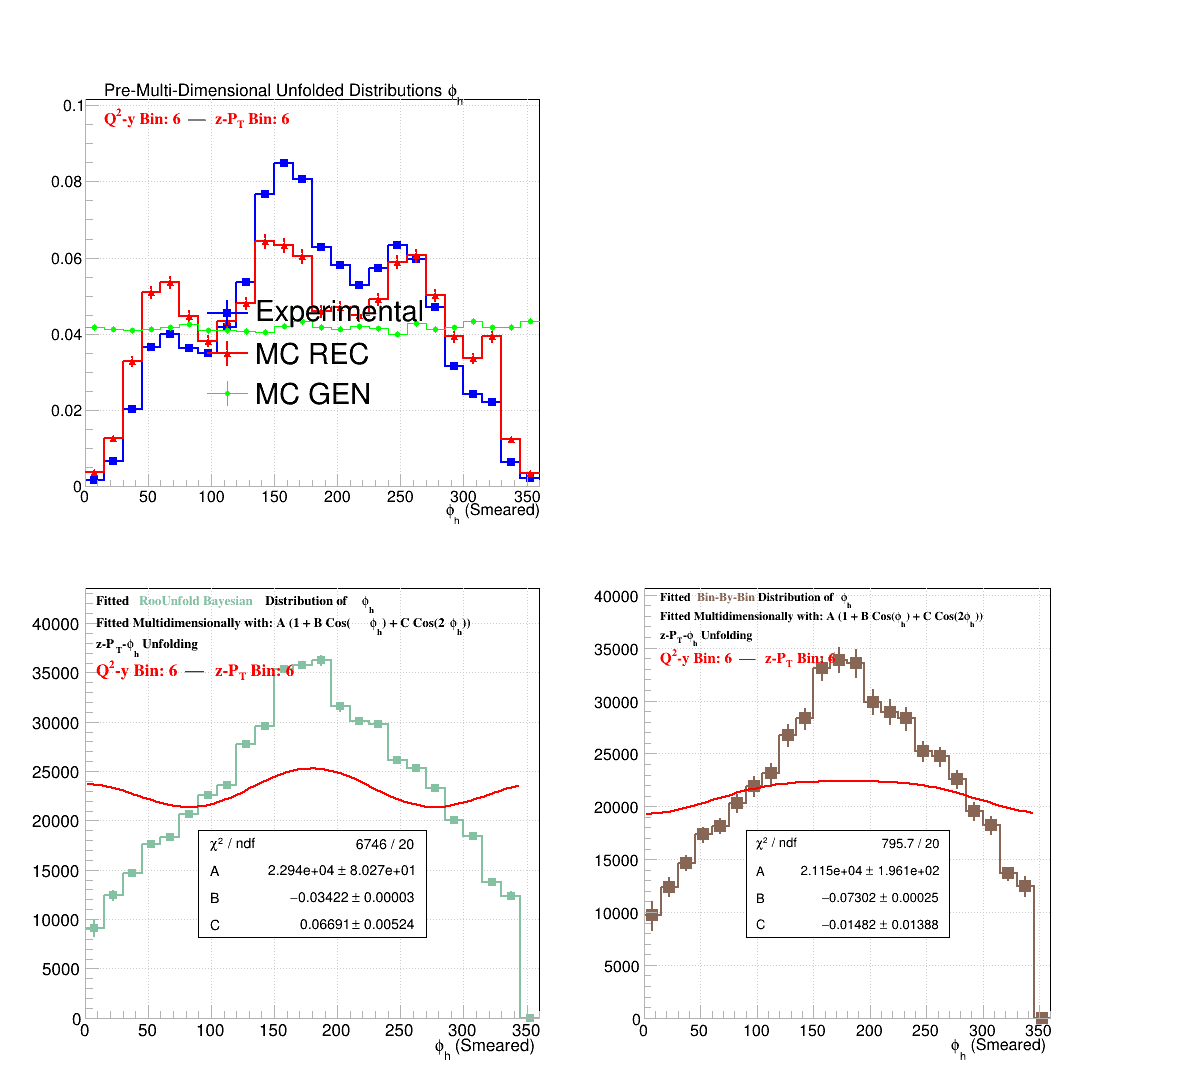 Pre-Multi-Dimensional Unfolded Distributions ϕh
0.1
Q²-y Bin: 6 — z-PT Bin: 6
0.08
0.06
Experimental
0.04
MC REC
MC GEN
0.02
0
0 50 100 150 200 250 300 350
ϕh (Smeared)
Fitted RooUnfold Bayesian Distribution of ϕh
Fitted Multidimensionally with: A (1 + B Cos( ϕh) + C Cos(2 ϕh))
z-PT-ϕh Unfolding
Q²-y Bin: 6 — z-PT Bin: 6
40000
35000
30000
25000
20000
15000
10000
5000
0
χ² / ndf 6746 / 20
A 2.294e+04 ± 8.027e+01
B −0.03422 ± 0.00003
C 0.06691 ± 0.00524
0 50 100 150 200 250 300 350
ϕh (Smeared)
Fitted Bin-By-Bin Distribution of ϕh
Fitted Multidimensionally with: A (1 + B Cos(ϕh) + C Cos(2ϕh))
z-PT-ϕh Unfolding
Q²-y Bin: 6 — z-PT Bin: 6
40000
35000
30000
25000
20000
15000
10000
5000
0
χ² / ndf 795.7 / 20
A 2.115e+04 ± 1.961e+02
B −0.07302 ± 0.00025
C −0.01482 ± 0.01388
0 50 100 150 200 250 300 350
ϕh (Smeared)